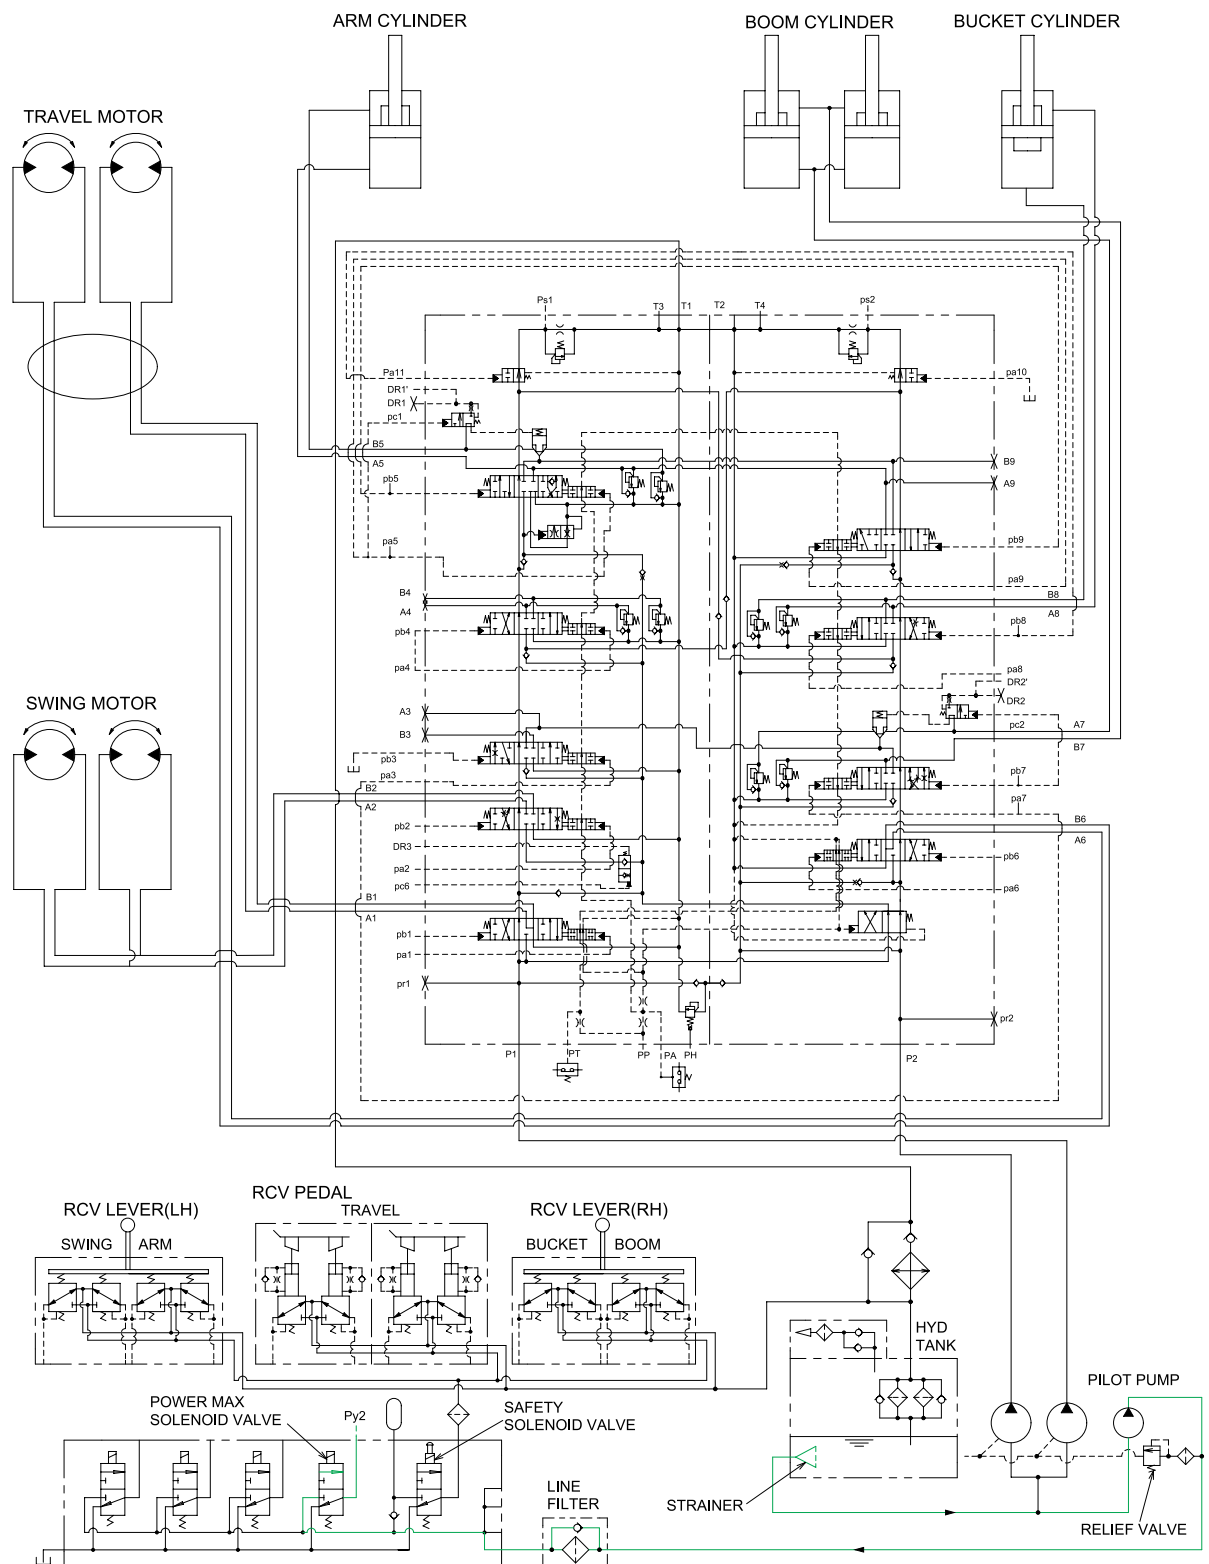 ARM CYLINDER
BOOM CYLINDER
BUCKET CYLINDER
TRAVEL MOTOR
Ps1
T3
T1
T2
T4
ps2
Pa11
pa10
DR1'
DR1
pc1
B5
A5
B9
A9
pb5
pb9
pa5
pa9
B4
A4
B8
A8
pb4
pb8
pa4
pa8
DR2'
DR2
SWING MOTOR
A3
B3
pc2
A7
B7
pb3
pa3
pb7
B2
A2
pa7
pb2
B6
A6
DR3
pb6
pa2
pc6
pa6
B1
A1
pb1
pa1
pr1
pr2
P1
PT
PP
PA
PH
P2
RCV LEVER(LH)
SWING
ARM
RCV PEDAL
TRAVEL
RCV LEVER(RH)
BUCKET
BOOM
HYD
TANK
PILOT PUMP
POWER MAX
SOLENOID VALVE
Py2
SAFETY
SOLENOID VALVE
LINE
FILTER
STRAINER
RELIEF VALVE